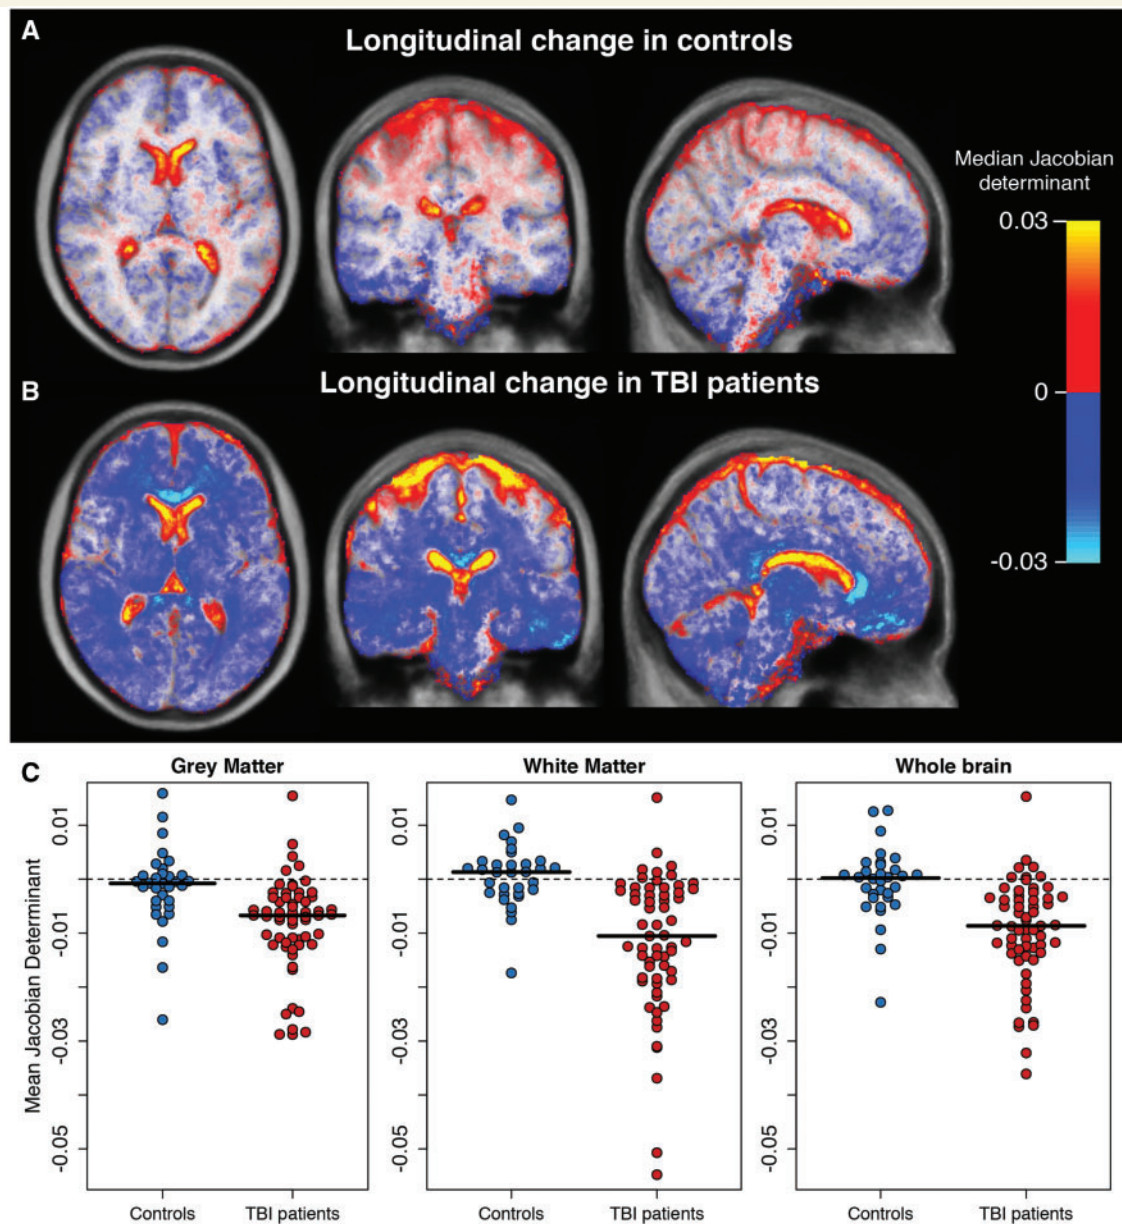 A
Longitudinal change in controls
Median Jacobian
determinant
0.03
0
-0.03
B
Longitudinal change in TBI patients
C
Grey Matter
White Matter
Whole brain
Mean Jacobian Determinant
0.01
-0.01
-0.03
-0.05
0.01
-0.01
-0.03
-0.05
0.01
-0.01
-0.03
-0.05
Controls
TBI patients
Controls
TBI patients
Controls
TBI patients